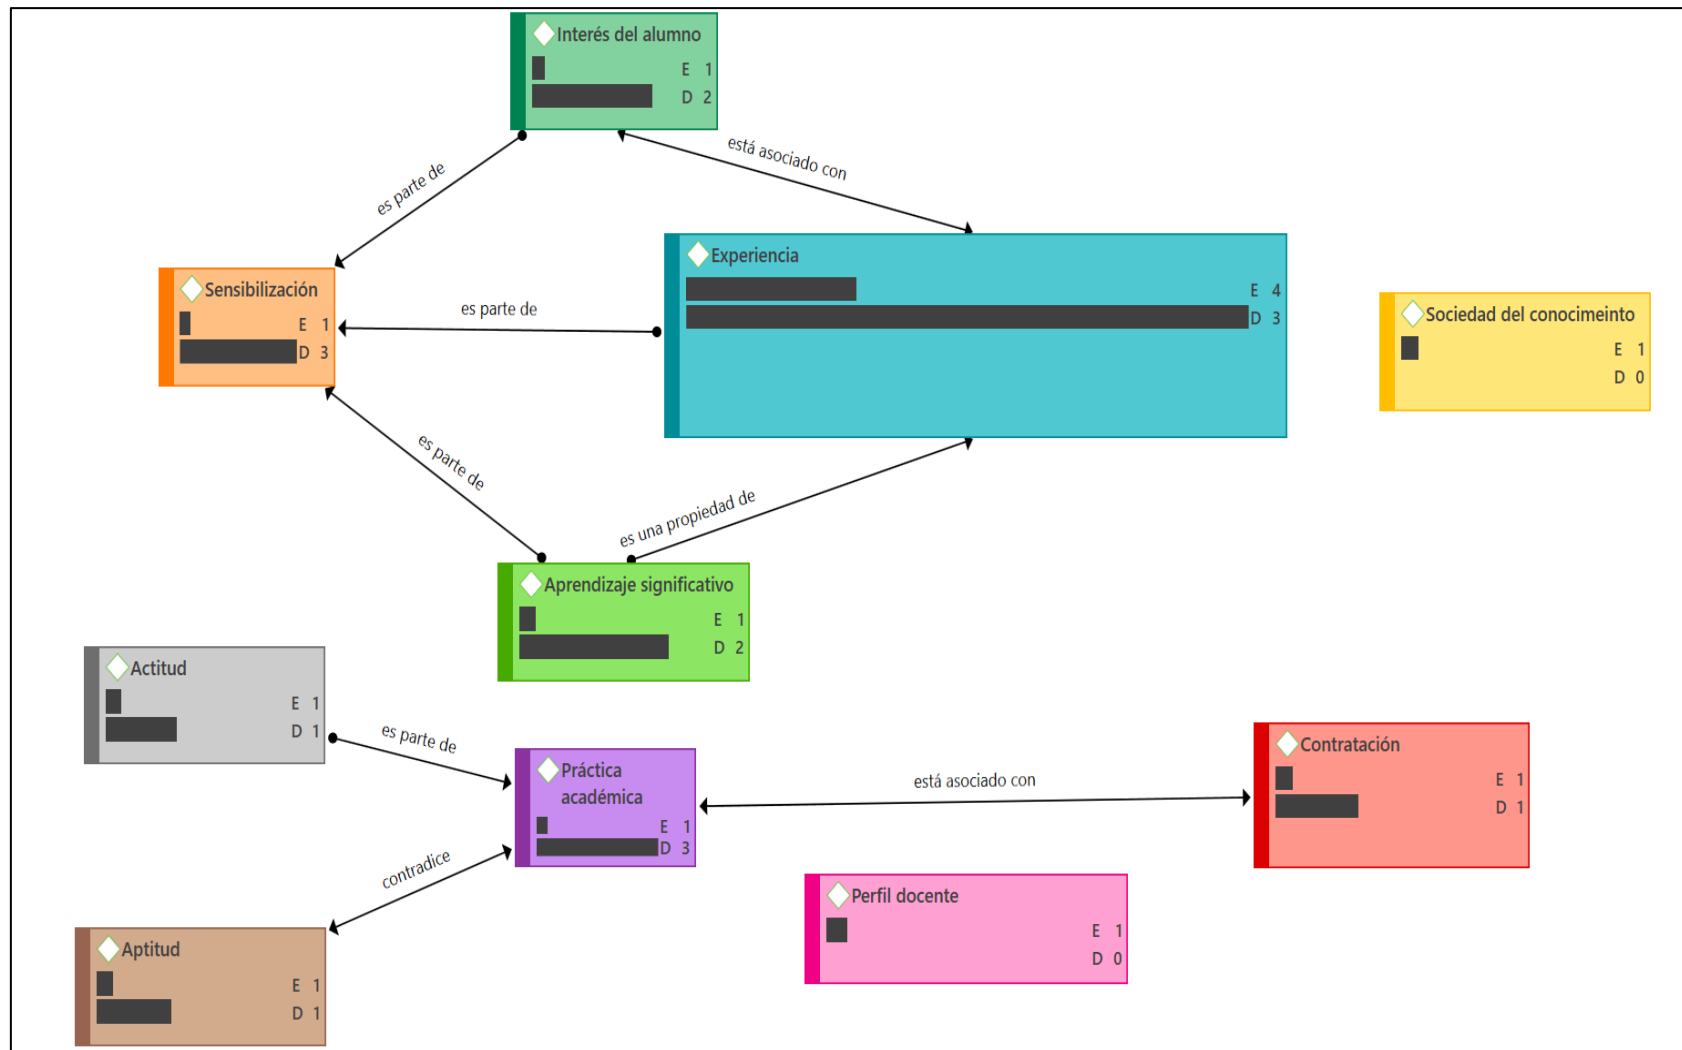 Interés del alumno
E 1
D 2
está asociado con
es parte de
Experiencia
E 4
D 3
Sensibilización
E 1
D 3
es parte de
Sociedad del conocimeinto
E 1
D 0
es parte de
es una propiedad de
Aprendizaje significativo
E 1
D 2
Actitud
E 1
D 1
es parte de
Práctica
académica
E 1
D 3
está asociado con
Contratación
E 1
D 1
contradice
Perfil docente
E 1
D 0
Aptitud
E 1
D 1